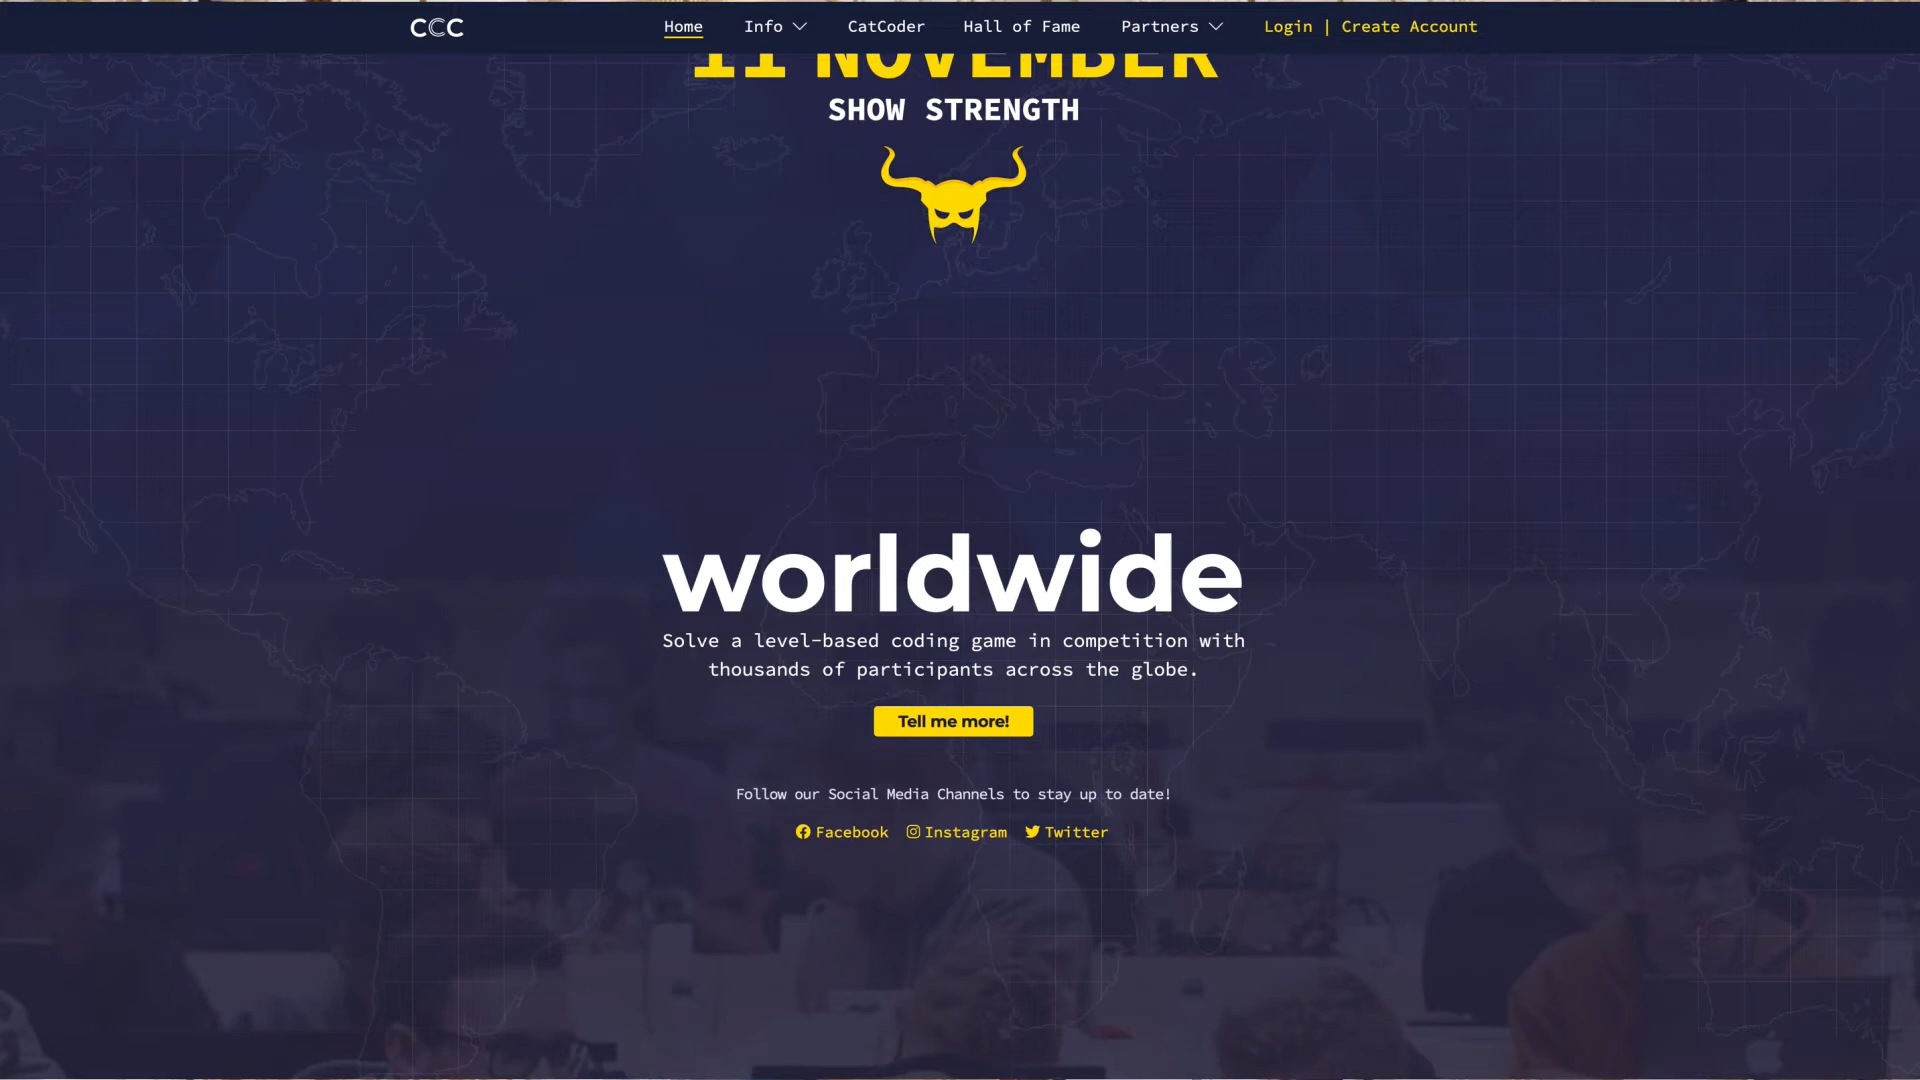 CCC
Home Info CatCoder Hall of Fame Partners Login | Create Account
11 NOVEMBER
SHOW STRENGTH
worldwide
Solve a level-based coding game in competition with
thousands of participants across the globe.
Tell me more!
Follow our Social Media Channels to stay up to date!
Facebook Instagram Twitter